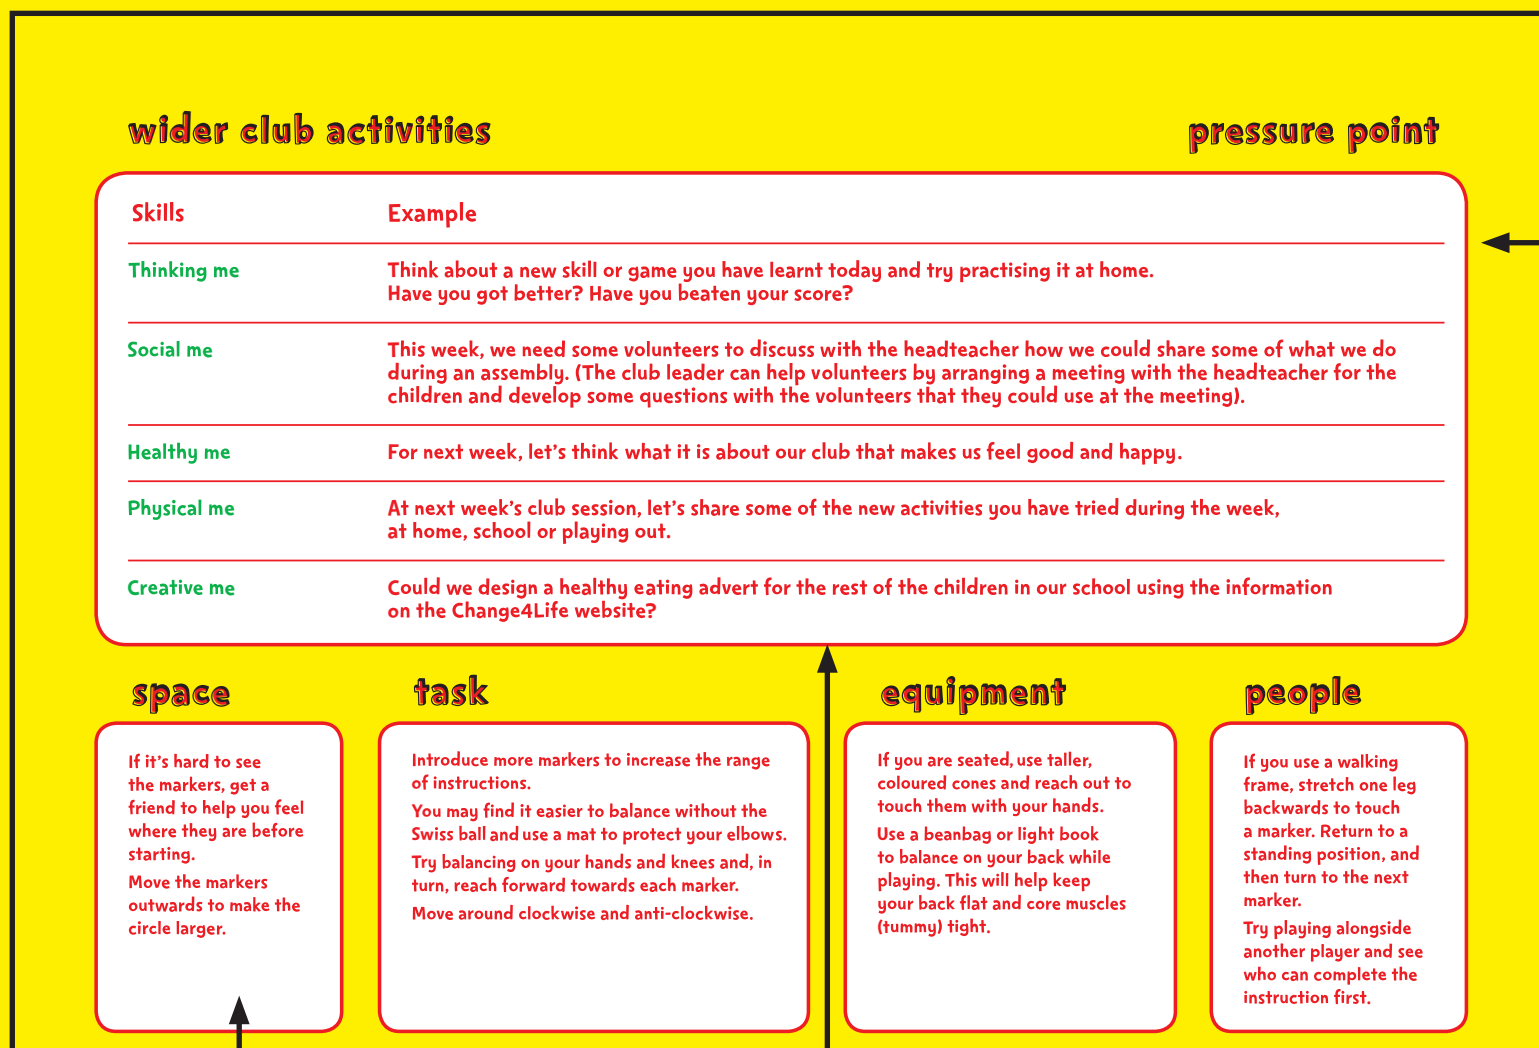 wider club activities
pressure point
Skills
Example
Thinking me
Think about a new skill or game you have learnt today and try practising it at home.
Have you got better? Have you beaten your score?
Social me
This week, we need some volunteers to discuss with the headteacher how we could share some of what we do
during an assembly. (The club leader can help volunteers by arranging a meeting with the headteacher for the
children and develop some questions with the volunteers that they could use at the meeting).
Healthy me
For next week, let's think what it is about our club that makes us feel good and happy.
Physical me
At next week's club session, let's share some of the new activities you have tried during the week,
at home, school or playing out.
Creative me
Could we design a healthy eating advert for the rest of the children in our school using the information
on the Change4Life website?
space
If it's hard to see
the markers, get a
friend to help you feel
where they are before
starting.
Move the markers
outwards to make the
circle larger.
task
Introduce more markers to increase the range
of instructions.
You may find it easier to balance without the
Swiss ball and use a mat to protect your elbows.
Try balancing on your hands and knees and, in
turn, reach forward towards each marker.
Move around clockwise and anti-clockwise.
equipment
If you are seated, use taller,
coloured cones and reach out to
touch them with your hands.
Use a beanbag or light book
to balance on your back while
playing. This will help keep
your back flat and core muscles
(tummy) tight.
people
If you use a walking
frame, stretch one leg
backwards to touch
a marker. Return to a
standing position, and
then turn to the next
marker.
Try playing alongside
another player and see
who can complete the
instruction first.